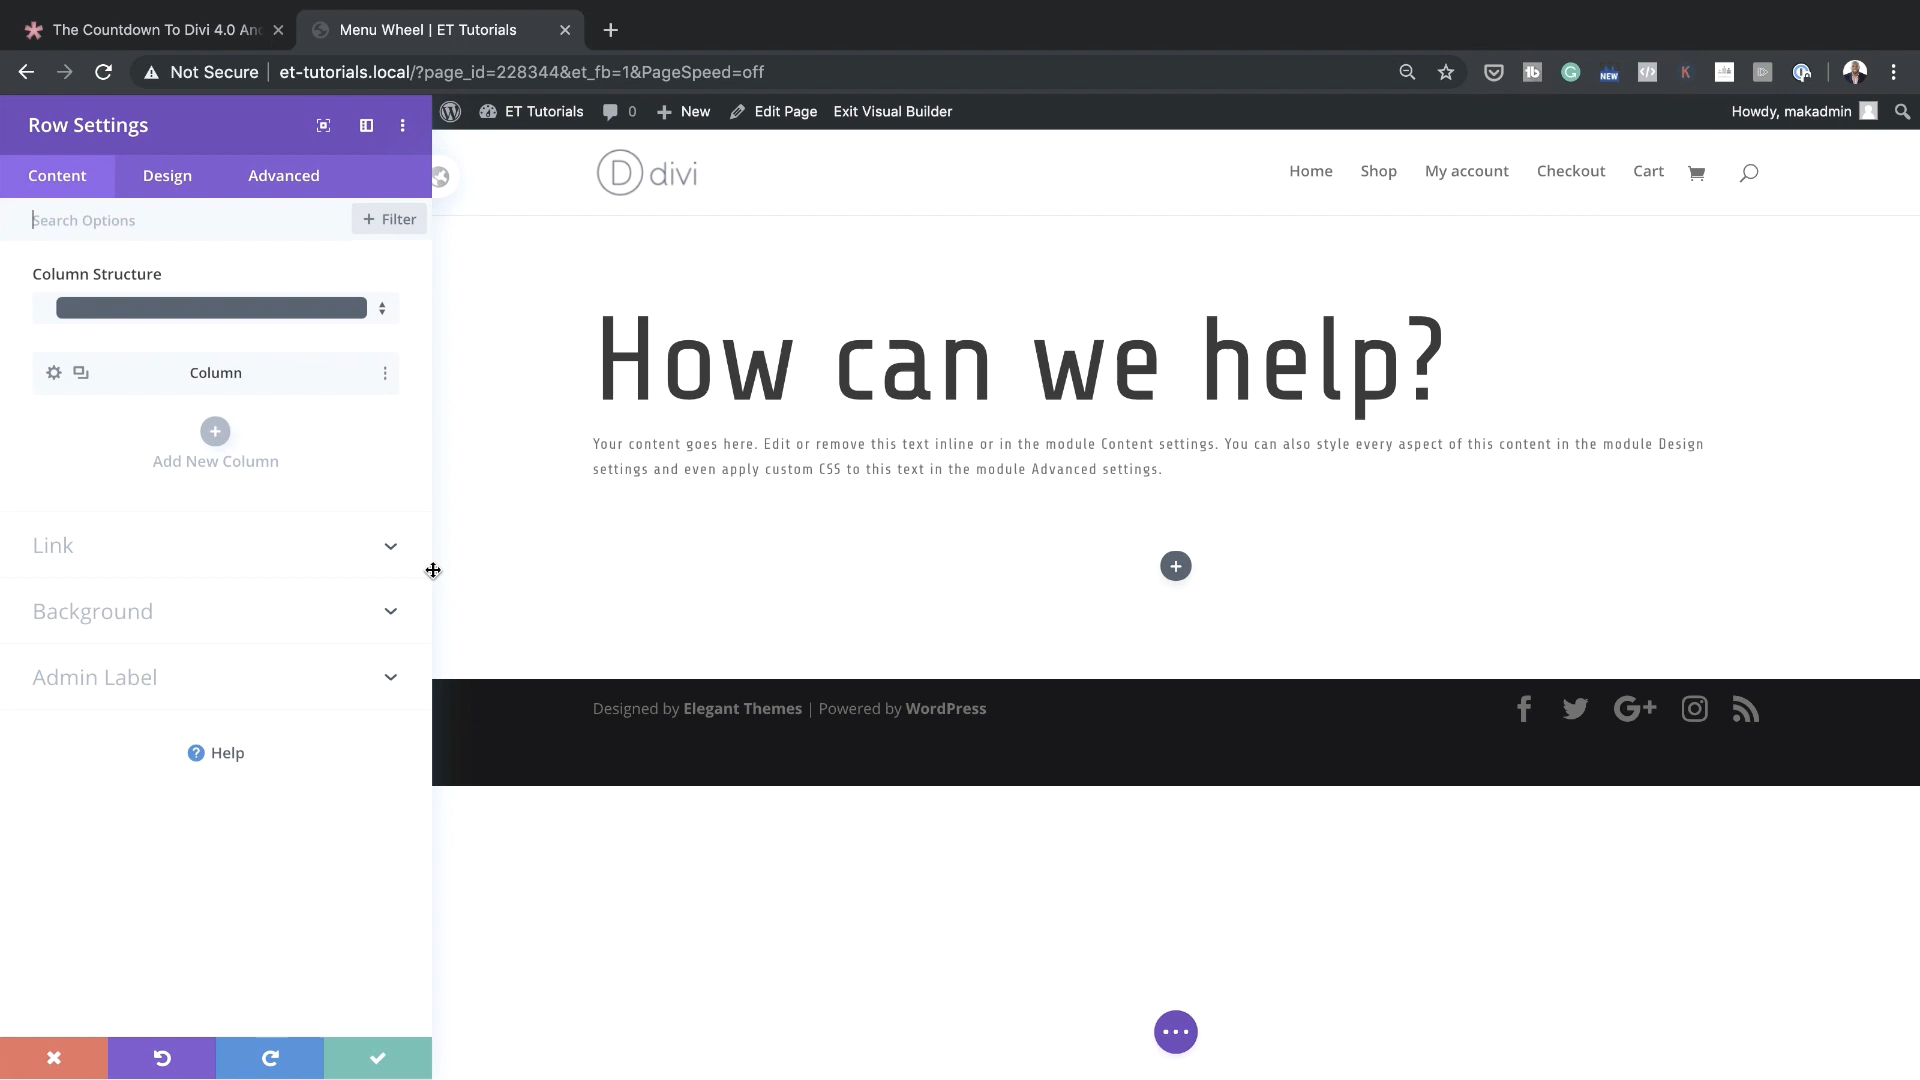 The Countdown To Divi 4.0 An
Menu Wheel | ET Tutorials
Not Secure
et-tutorials.local/?page_id=228344&et_fb=1&PageSpeed=off
NEW
ET Tutorials
0
New
Edit Page
Exit Visual Builder
Howdy, makadmin
Row Settings
Content
Design
Advanced
Search Options
+ Filter
Column Structure
Column
Add New Column
Link
Background
Admin Label
Help
D divi
Home
Shop
My account
Checkout
Cart
How can we help?
Your content goes here. Edit or remove this text inline or in the module Content settings. You can also style every aspect of this content in the module Design
settings and even apply custom CSS to this text in the module Advanced settings.
Designed by Elegant Themes | Powered by WordPress